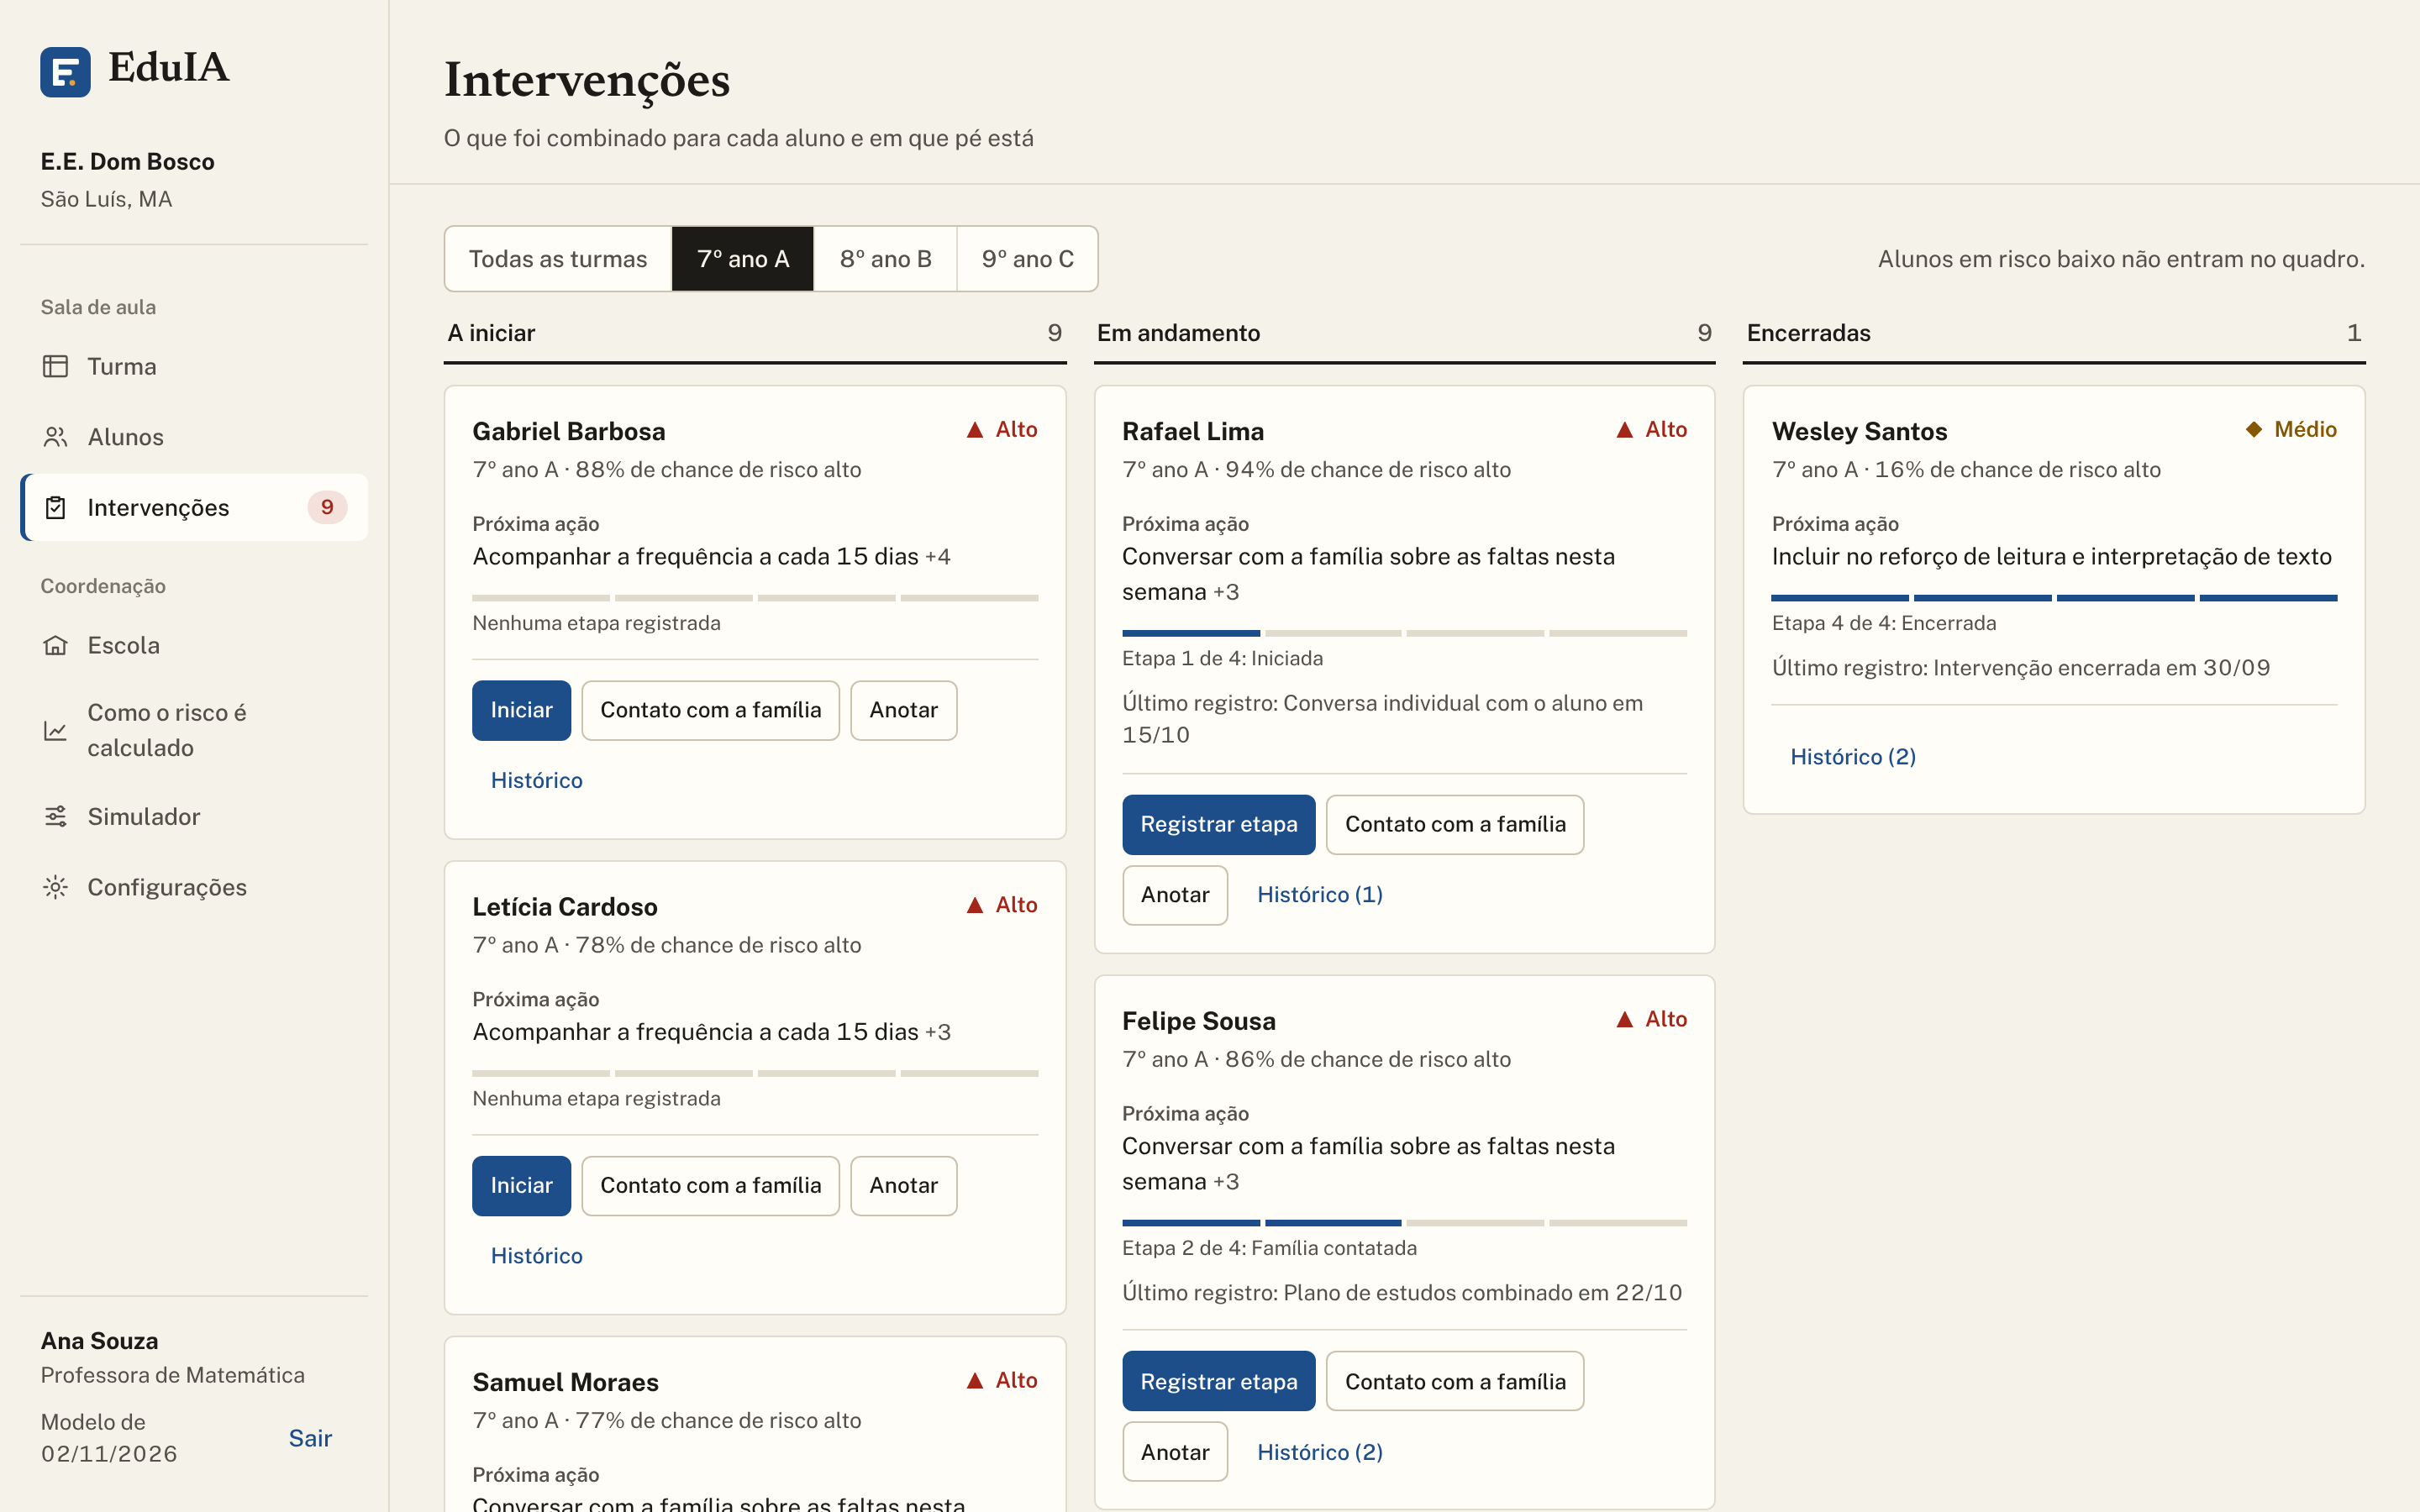 EduIA
E.E. Dom Bosco
São Luís, MA
Sala de aula
Turma
Alunos
Intervenções 9
Coordenação
Escola
Como o risco é
calculado
Simulador
Configurações
Ana Souza
Professora de Matemática
Modelo de
02/11/2026
Sair
Intervenções
O que foi combinado para cada aluno e em que pé está
Todas as turmas 7º ano A 8º ano B 9º ano C
Alunos em risco baixo não entram no quadro.
A iniciar 9
Gabriel Barbosa Alto
7º ano A · 88% de chance de risco alto
Próxima ação
Acompanhar a frequência a cada 15 dias +4
Nenhuma etapa registrada
Iniciar Contato com a família Anotar
Histórico
Letícia Cardoso Alto
7º ano A · 78% de chance de risco alto
Próxima ação
Acompanhar a frequência a cada 15 dias +3
Nenhuma etapa registrada
Iniciar Contato com a família Anotar
Histórico
Samuel Moraes Alto
7º ano A · 77% de chance de risco alto
Próxima ação
Conversar com a família sobre as faltas nesta
Em andamento 9
Rafael Lima Alto
7º ano A · 94% de chance de risco alto
Próxima ação
Conversar com a família sobre as faltas nesta
semana +3
Etapa 1 de 4: Iniciada
Último registro: Conversa individual com o aluno em
15/10
Registrar etapa Contato com a família
Anotar Histórico (1)
Felipe Sousa Alto
7º ano A · 86% de chance de risco alto
Próxima ação
Conversar com a família sobre as faltas nesta
semana +3
Etapa 2 de 4: Família contatada
Último registro: Plano de estudos combinado em 22/10
Registrar etapa Contato com a família
Anotar Histórico (2)
Encerradas 1
Wesley Santos Médio
7º ano A · 16% de chance de risco alto
Próxima ação
Incluir no reforço de leitura e interpretação de texto
Etapa 4 de 4: Encerrada
Último registro: Intervenção encerrada em 30/09
Histórico (2)